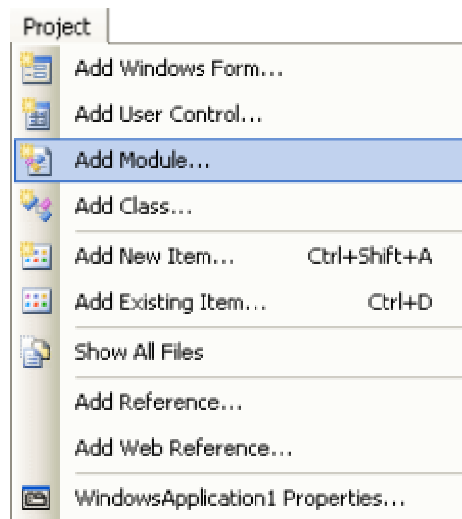 Project
Add Windows Form...
Add User Control...
Add Module...
Add Class...
Add New Item... Ctrl+Shift+A
Add Existing Item... Ctrl+D
Show All Files
Add Reference...
Add Web Reference...
WindowsApplication1 Properties...